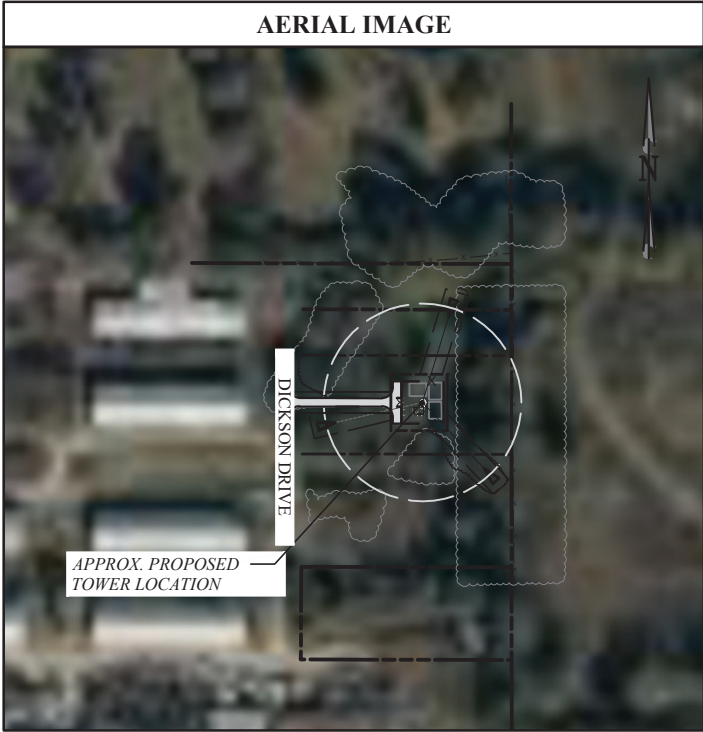 AERIAL IMAGE
N
DICKSON DRIVE
APPROX. PROPOSED
TOWER LOCATION